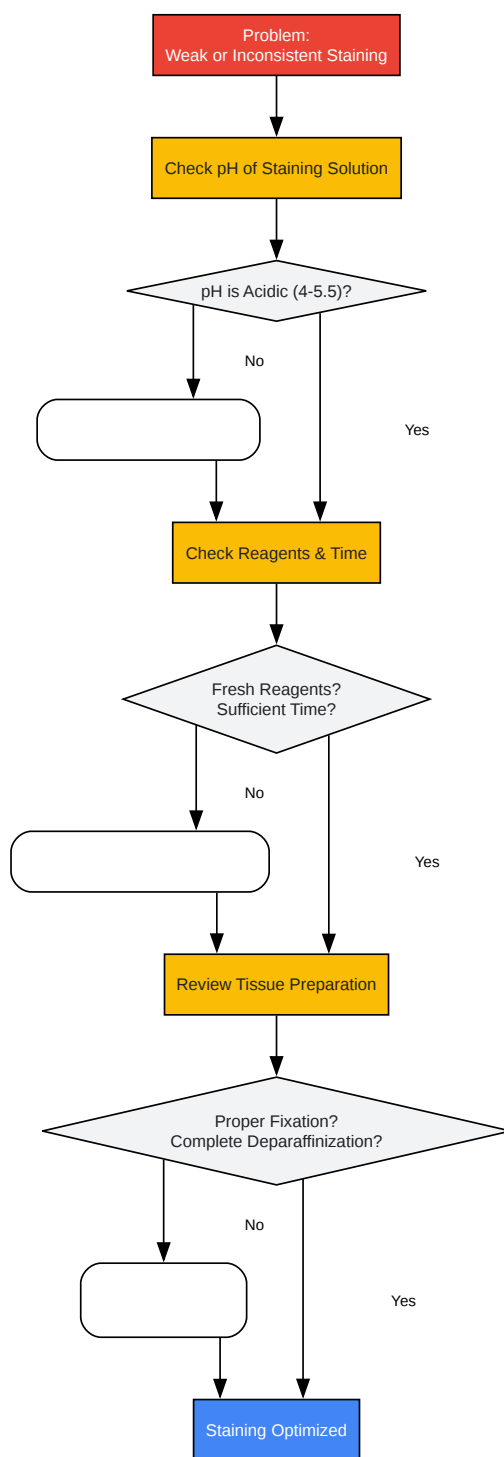 Problem:
Weak or Inconsistent Staining
Check pH of Staining Solution
pH is Acidic (4-5.5)?
No
Yes
Check Reagents & Time
Fresh Reagents?
Sufficient Time?
No
Yes
Review Tissue Preparation
Proper Fixation?
Complete Deparaffinization?
No
Yes
Staining Optimized